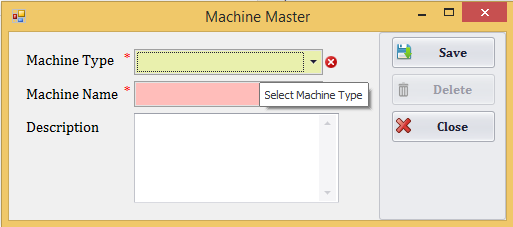 Machine Master
Machine Type *
Machine Name *
Select Machine Type
Description
Save
Delete
Close